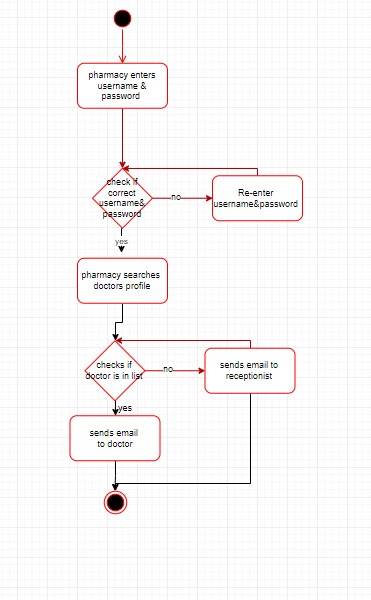 pharmacy enters
username &
password
check if
correct
username&
password
no
Re-enter
username&password
yes
pharmacy searches
doctors profile
checks if
doctor is in list
no
sends email to
receptionist
yes
sends email
to doctor